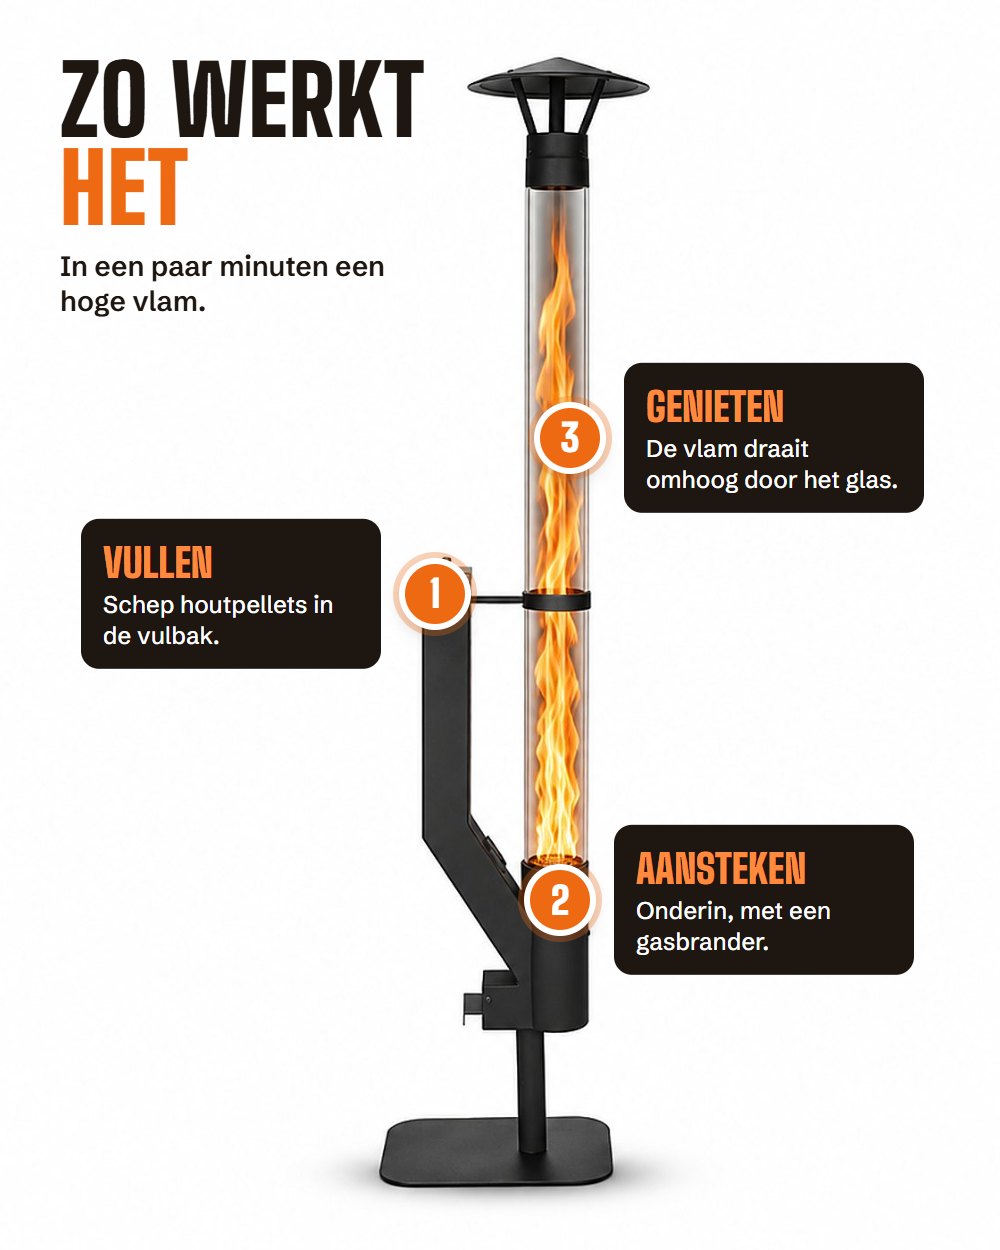 ZO WERKT
HET
In een paar minuten een
hoge vlam.
3
GENIETEN
De vlam draait
omhoog door het glas.
1
VULLEN
Schep houtpellets in
de vulbak.
2
AANSTEKEN
Onderin, met een
gasbrander.